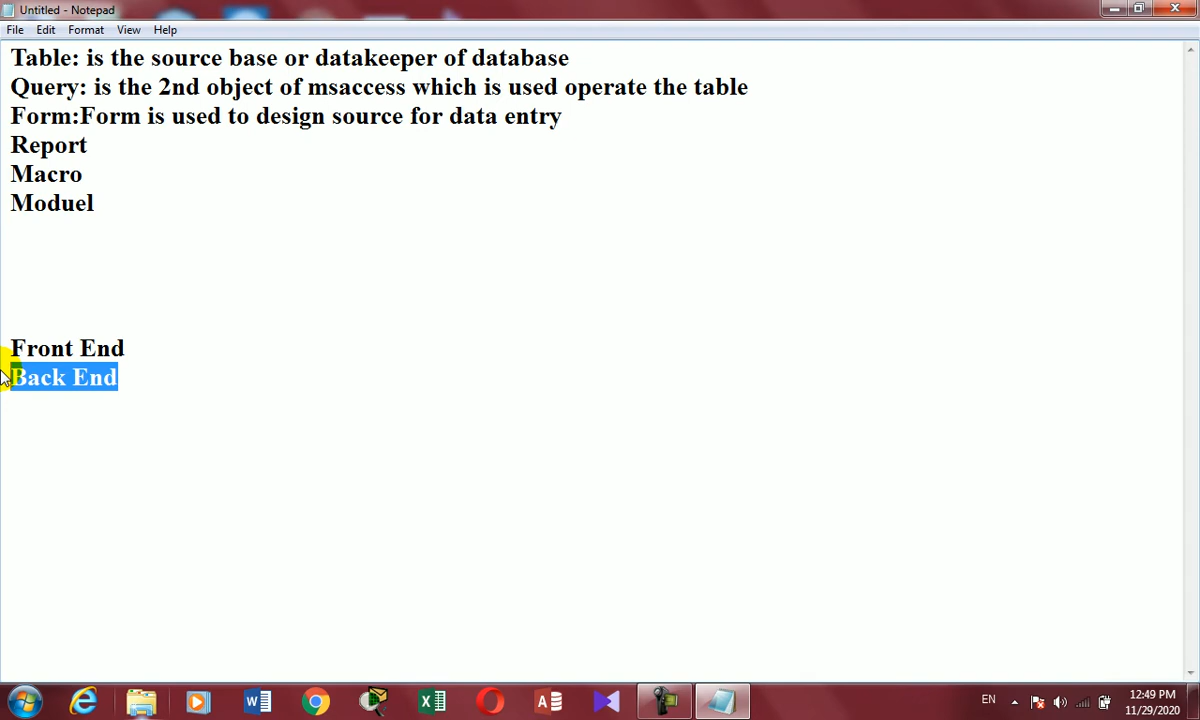 Untitled - Notepad
File Edit Format View Help
Table: is the source base or datakeeper of database
Query: is the 2nd object of msaccess which is used operate the table
Form:Form is used to design source for data entry
Report
Macro
Moduel
Front End
Back End
EN
12:49 PM
11/29/2020